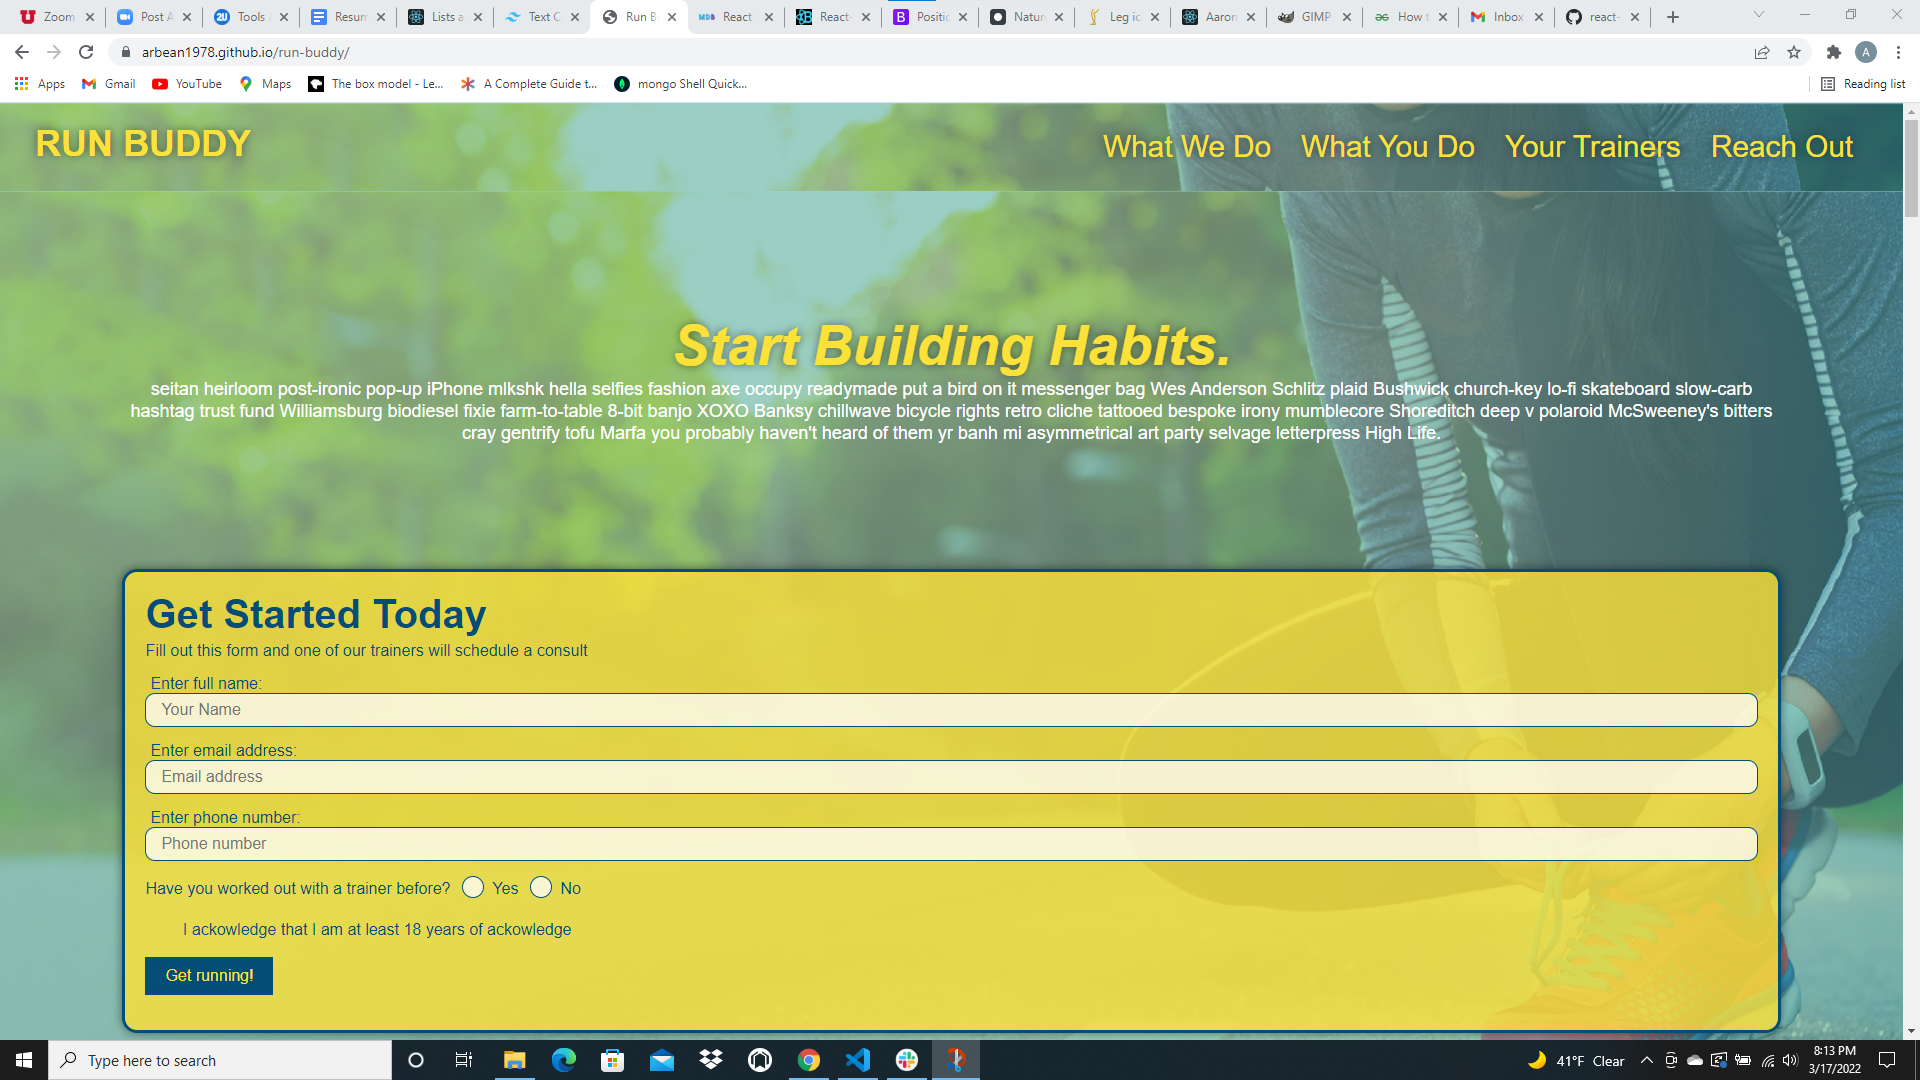 Zoom
Post A
Tools
Resum
Lists a
Text C
Run B
React
React-
Positic
Natur
Leg ic
Aaron
GIMP
How t
Inbox
react-
arbean1978.github.io/run-buddy/
A
Apps
Gmail
YouTube
Maps
The box model - Le...
A Complete Guide t...
mongo Shell Quick...
Reading list
RUN BUDDY
What We Do
What You Do
Your Trainers
Reach Out
Start Building Habits.
seitan heirloom post-ironic pop-up iPhone mlkshk hella selfies fashion axe occupy readymade put a bird on it messenger bag Wes Anderson Schlitz plaid Bushwick church-key lo-fi skateboard slow-carb
hashtag trust fund Williamsburg biodiesel fixie farm-to-table 8-bit banjo XOXO Banksy chillwave bicycle rights retro cliche tattooed bespoke irony mumblecore Shoreditch deep v polaroid McSweeney's bitters
cray gentrify tofu Marfa you probably haven't heard of them yr banh mi asymmetrical art party selvage letterpress High Life.
Get Started Today
Fill out this form and one of our trainers will schedule a consult
Enter full name:
Your Name
Enter email address:
Email address
Enter phone number:
Phone number
Have you worked out with a trainer before? Yes No
I ackowledge that I am at least 18 years of ackowledge
Get running!
Type here to search
41°F Clear
8:13 PM
3/17/2022